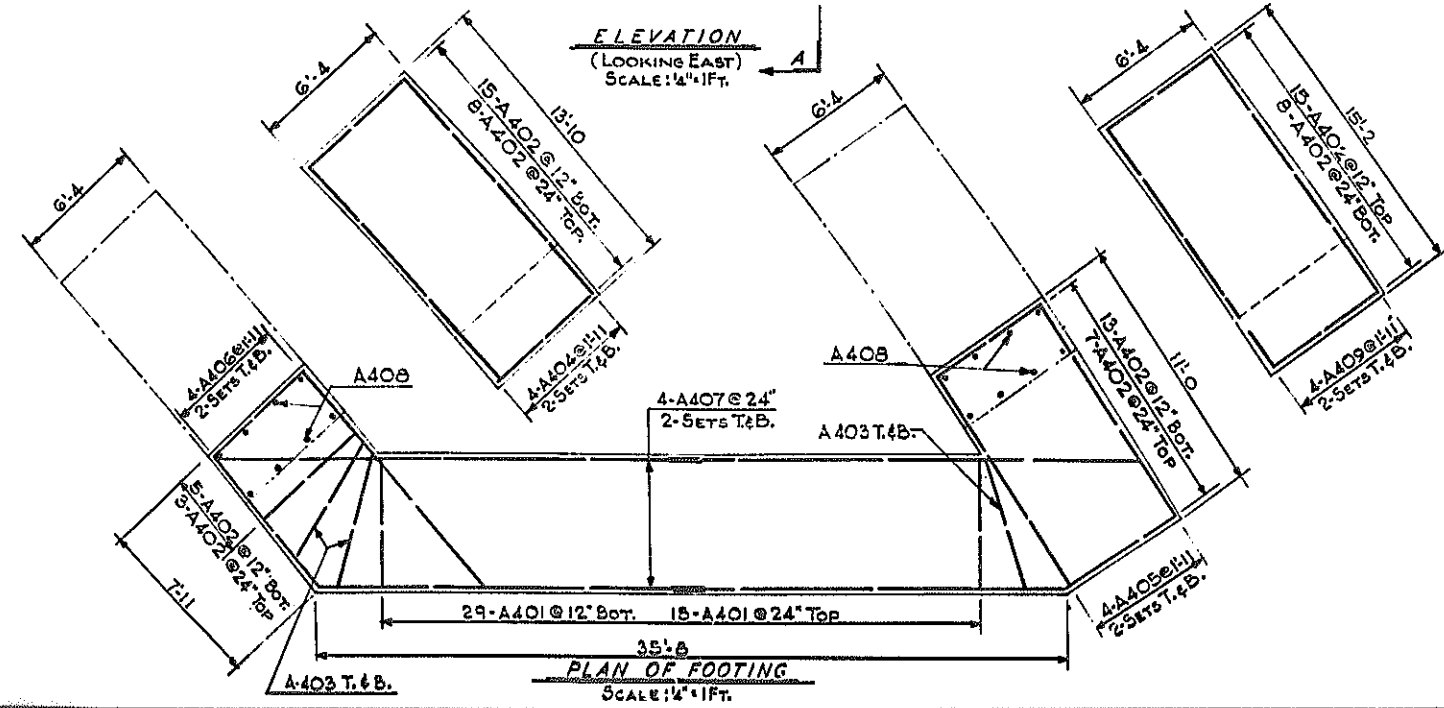 ELEVATION
(LOOKING EAST)
SCALE: 1/4" = 1FT.
A
6'-4
13'-10
15-A402 @ 12" BOT.
8-A402 @ 24" TOP.
4-A404 @ 1'-11
2-SETS T.&B.
6'-4
6'-4
15'-2
15-A402 @ 12" TOP
8-A402 @ 24" BOT.
4-A409 @ 1'-11
2-SETS T.&B.
6'-4
4-A406 @ 1'-11
2-SETS T.&B.
A408
A408
4-A407 @ 24"
2-SETS T.&B.
A403 T.&B.
11'-0
13-A402 @ 12" BOT.
7-A402 @ 24" TOP
5-A402 @ 12" BOT.
3-A402 @ 24" TOP
7'-11
4-A405 @ 1'-11
2-SETS T.&B.
29-A401 @ 12" BOT. 15-A401 @ 24" TOP
35'-8
A-403 T.&B.
PLAN OF FOOTING
SCALE: 1/4" = 1FT.